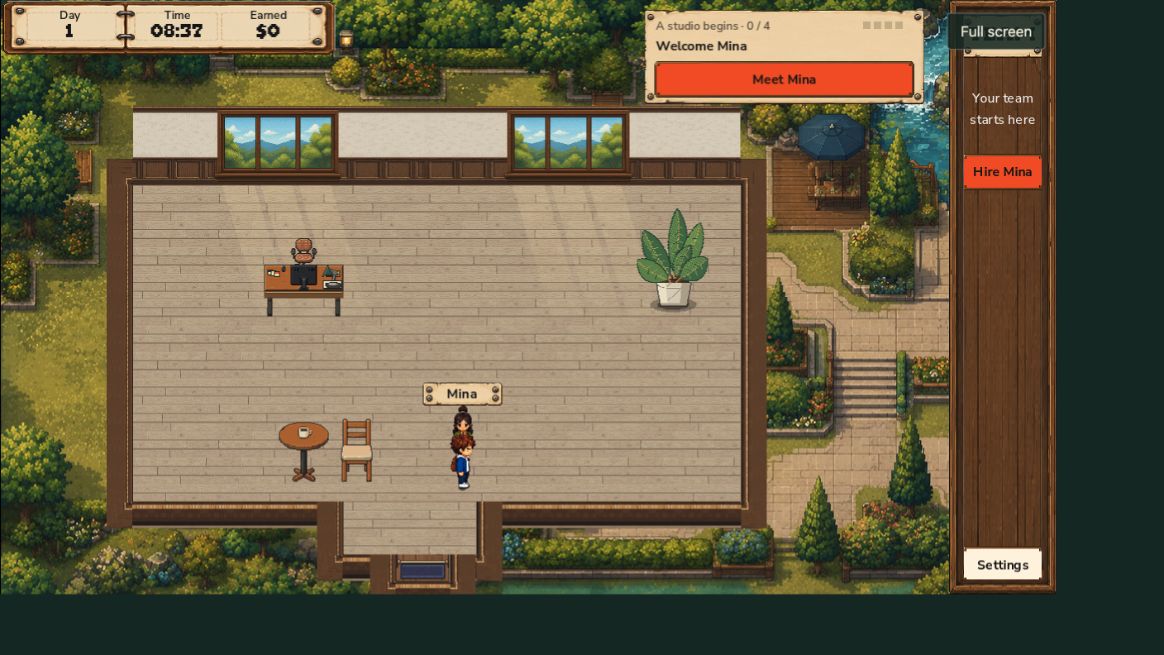 Day
1
Time
08:37
Earned
$0
A studio begins · 0 / 4
Welcome Mina
Meet Mina
Full screen
Your team
starts here
Hire Mina
Mina
Settings